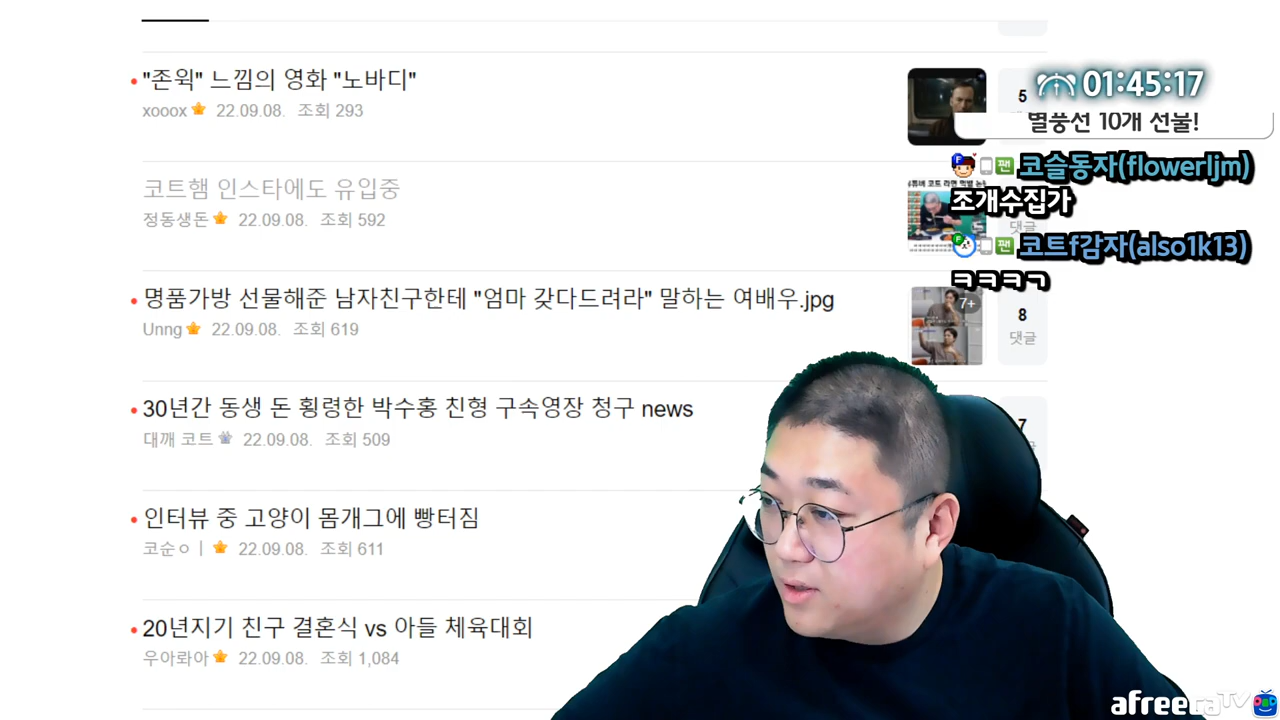 "존윅" 느낌의 영화 "노바디"
xooox 22.09.08. 조회 293
5
01:45:17
별풍선 10개 선물!
코트햄 인스타에도 유입중
정동생돈 22.09.08. 조회 592
댓글
F 팬 코슬동자(flowerljm)
조개수집가
F 팬 코트f감자(also1k13)
ㅋㅋㅋㄱ
명품가방 선물해준 남자친구한테 "엄마 갖다드려라" 말하는 여배우.jpg
Unng 22.09.08. 조회 619
7+
8
댓글
30년간 동생 돈 횡령한 박수홍 친형 구속영장 청구 news
대깨 코트 22.09.08. 조회 509
7
인터뷰 중 고양이 몸개그에 빵터짐
코순ㅇㅣ 22.09.08. 조회 611
20년지기 친구 결혼식 vs 아들 체육대회
우아롸아 22.09.08. 조회 1,084
afreecaTV